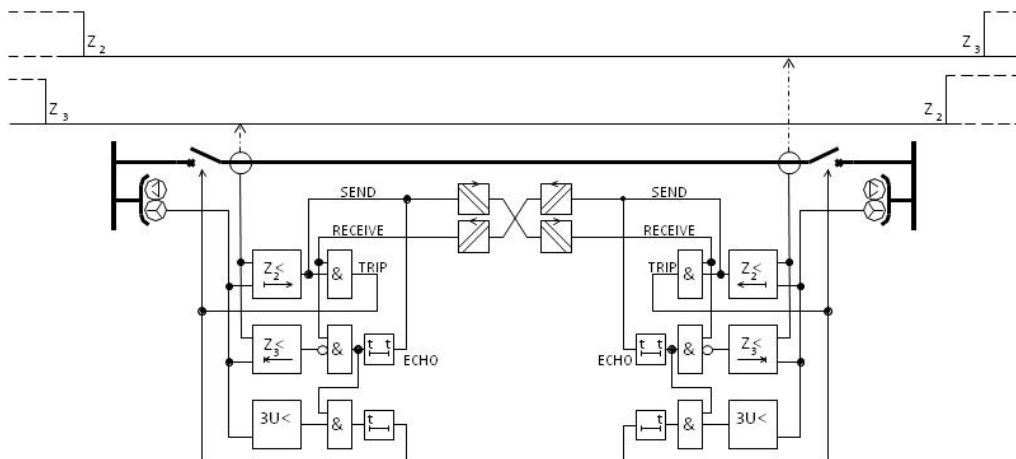 Z2 Z3
Z3 Z2
SEND SEND
RECEIVE RECEIVE
Z2< & TRIP TRIP & Z2<
Z3< & t t ECHO ECHO t t & Z3<
3U< & t t & 3U<